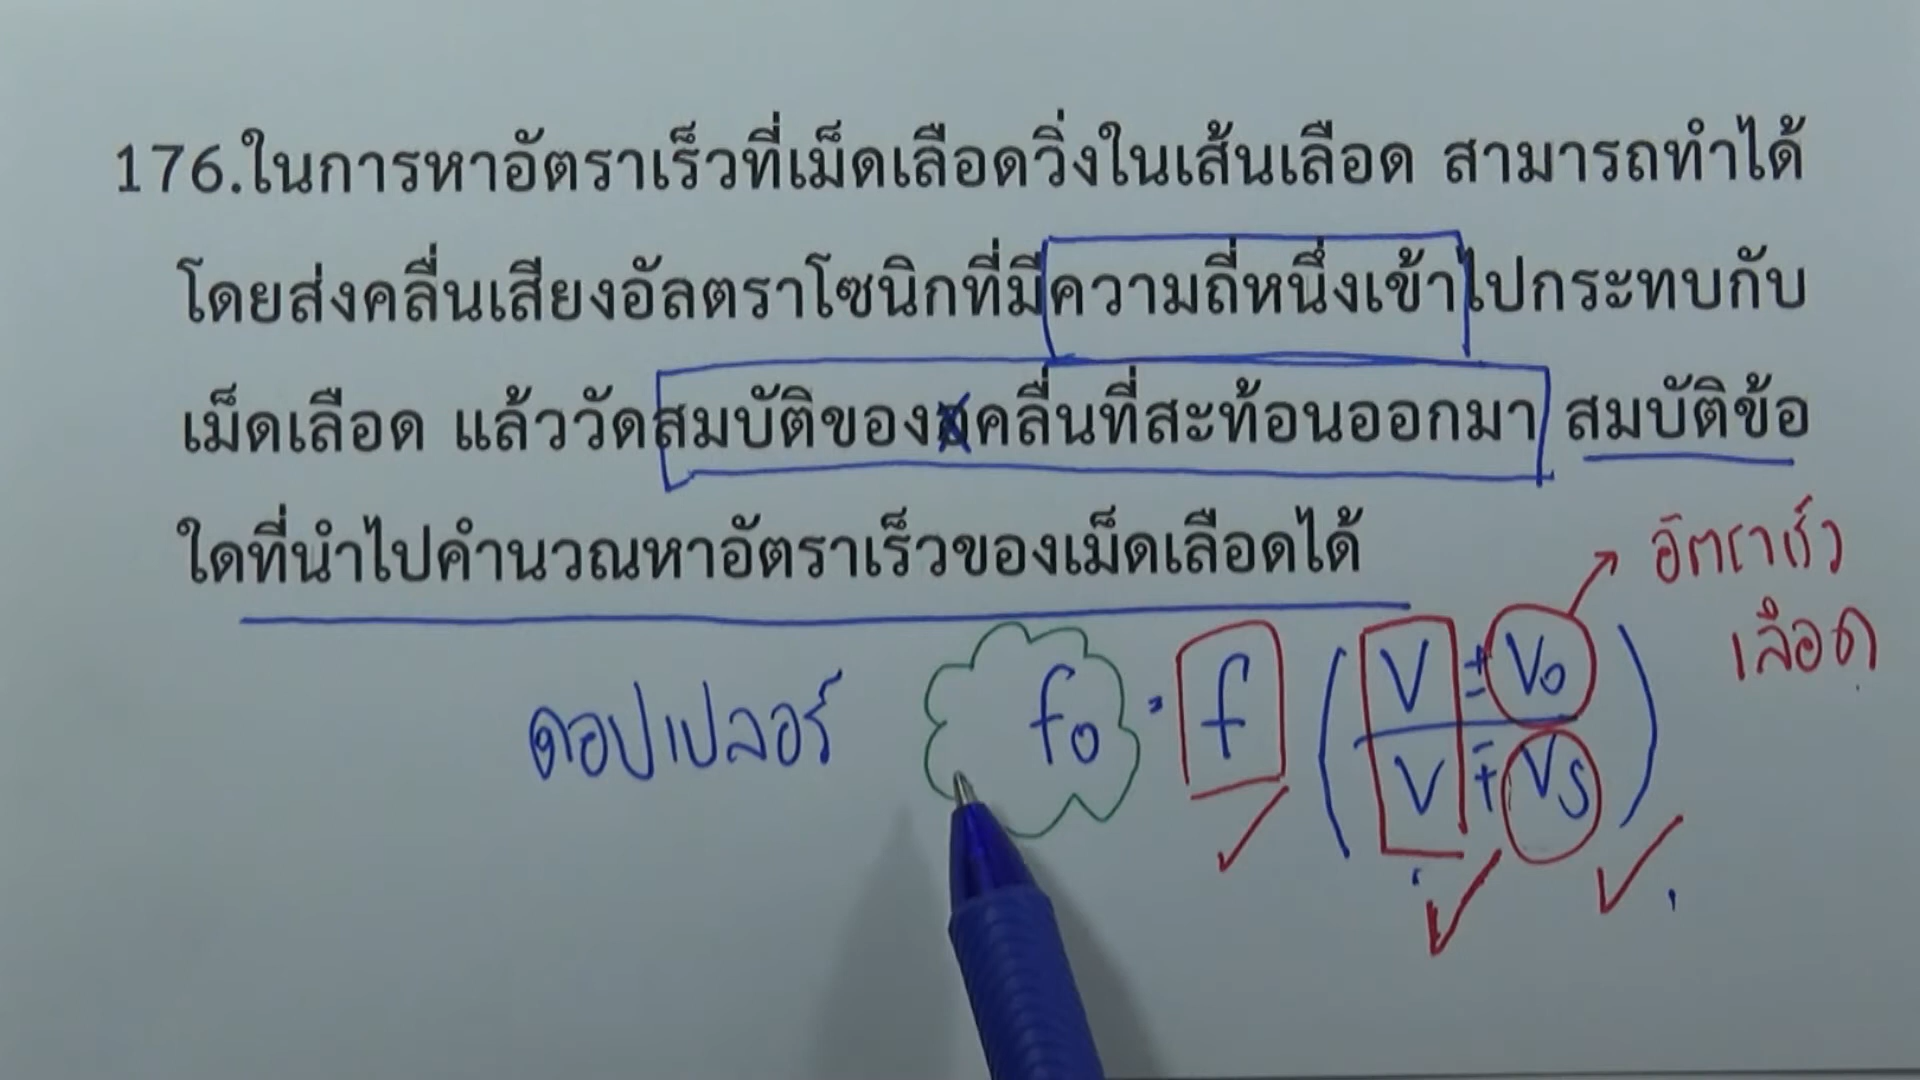 176.ในการหาอัตราเร็วที่เม็ดเลือดวิ่งในเส้นเลือด สามารถทำได้
โดยส่งคลื่นเสียงอัลตราโซนิกที่มีความถี่หนึ่งเข้าไปกระทบกับ
เม็ดเลือด แล้ววัดสมบัติของคลื่นที่สะท้อนออกมา สมบัติข้อ
ใดที่นำไปคำนวณหาอัตราเร็วของเม็ดเลือดได้
อัตราเร็ว
เลือด
ดอปเปลอร์ fo = f ( V ± Vo / V ∓ Vs )